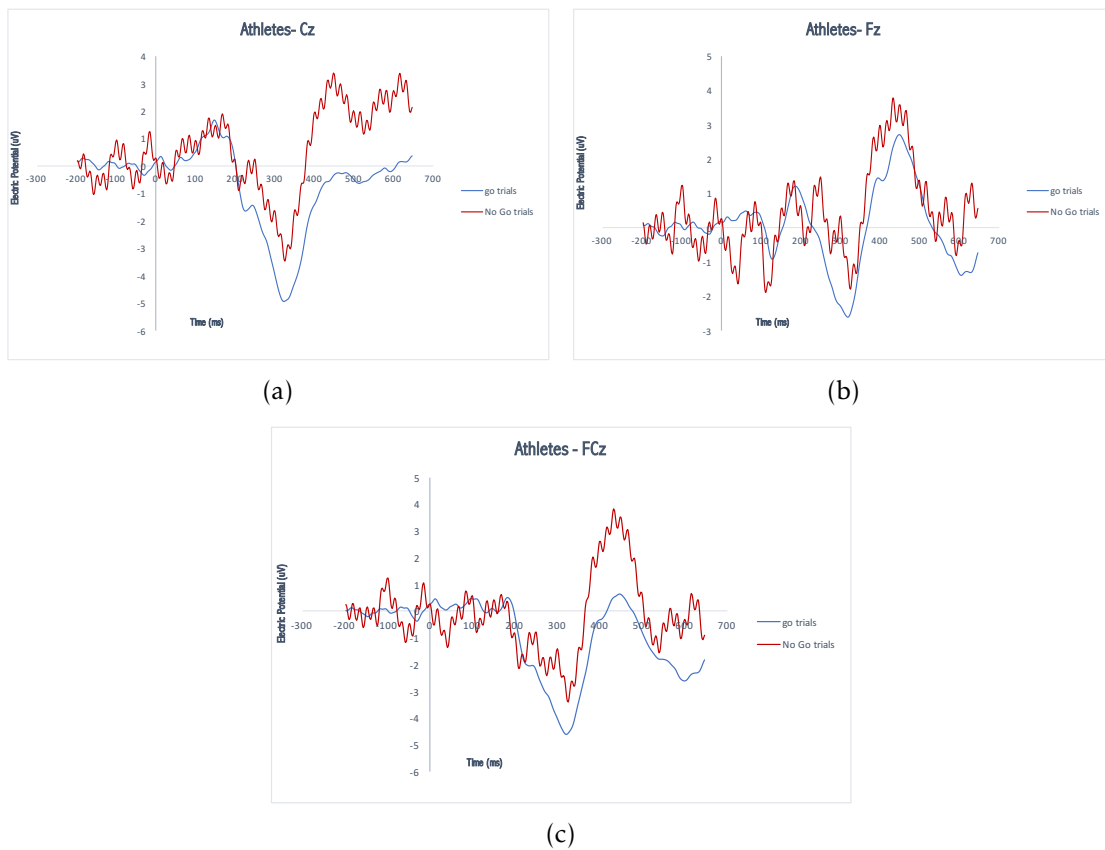 Athletes- Cz
4
3
2
1
0
-1
-2
-3
-4
-5
-6
-300 -200 -100 0 100 200 300 400 500 600 700
Electric Potential (uV)
Time (ms)
go trials
No Go trials
(a)
Athletes- Fz
5
4
3
2
1
0
-1
-2
-3
-300 -200 -100 0 100 200 300 400 500 600 700
Electric Potential (uV)
Time (ms)
go trials
No Go trials
(b)
Athletes - FCz
5
4
3
2
1
0
-1
-2
-3
-4
-5
-6
-300 -200 -100 0 100 200 300 400 500 600 700
Electric Potential (uV)
Time (ms)
go trials
No Go trials
(c)